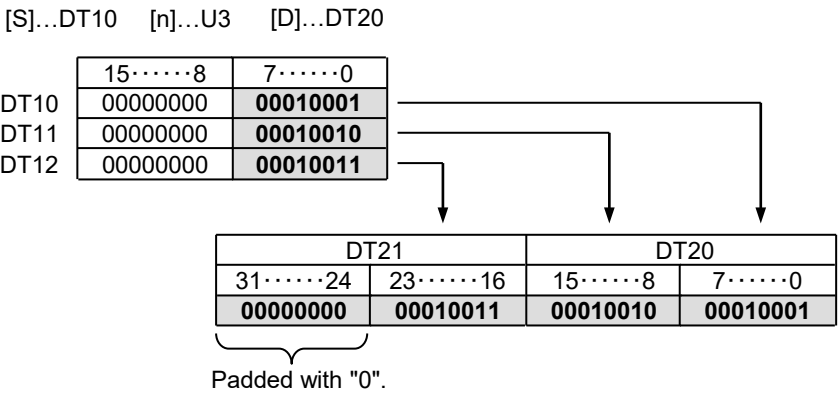 [S]…DT10 [n]…U3 [D]…DT20
15⋯⋯8 7⋯⋯0
DT10 00000000 00010001
DT11 00000000 00010010
DT12 00000000 00010011
DT21 DT20
31⋯⋯24 23⋯⋯16 15⋯⋯8 7⋯⋯0
00000000 00010011 00010010 00010001
Padded with "0".